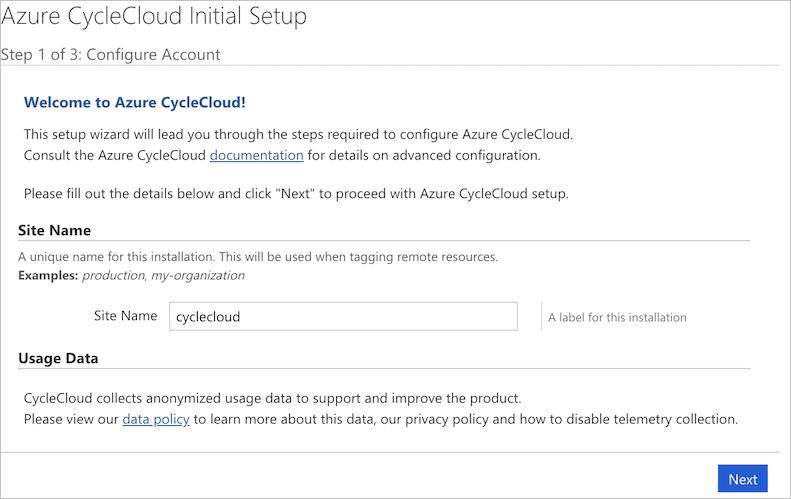 Azure CycleCloud Initial Setup
Step 1 of 3: Configure Account
Welcome to Azure CycleCloud!
This setup wizard will lead you through the steps required to configure Azure CycleCloud.
Consult the Azure CycleCloud documentation for details on advanced configuration.
Please fill out the details below and click "Next" to proceed with Azure CycleCloud setup.
Site Name
A unique name for this installation. This will be used when tagging remote resources.
Examples: production, my-organization
Site Name cyclecloud A label for this installation
Usage Data
CycleCloud collects anonymized usage data to support and improve the product.
Please view our data policy to learn more about this data, our privacy policy and how to disable telemetry collection.
Next